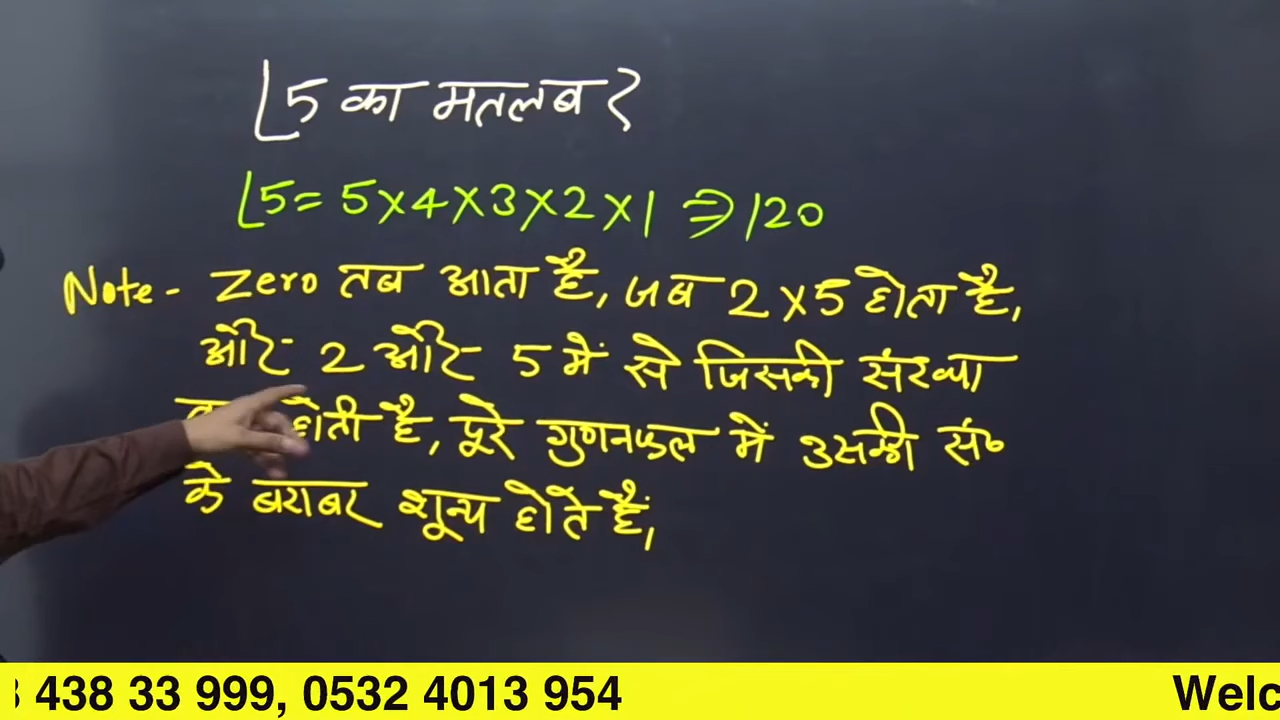 ⌊5 का मतलब ?
⌊5 = 5×4×3×2×1 ⇒ 120
Note - Zero तब आता है, जब 2×5 होता है,
और 2 और 5 में से जिसकी संख्या
होती है, पूरे गुणनफल में उसकी सं०
के बराबर शून्य होते हैं,
438 33 999, 0532 4013 954
Welc